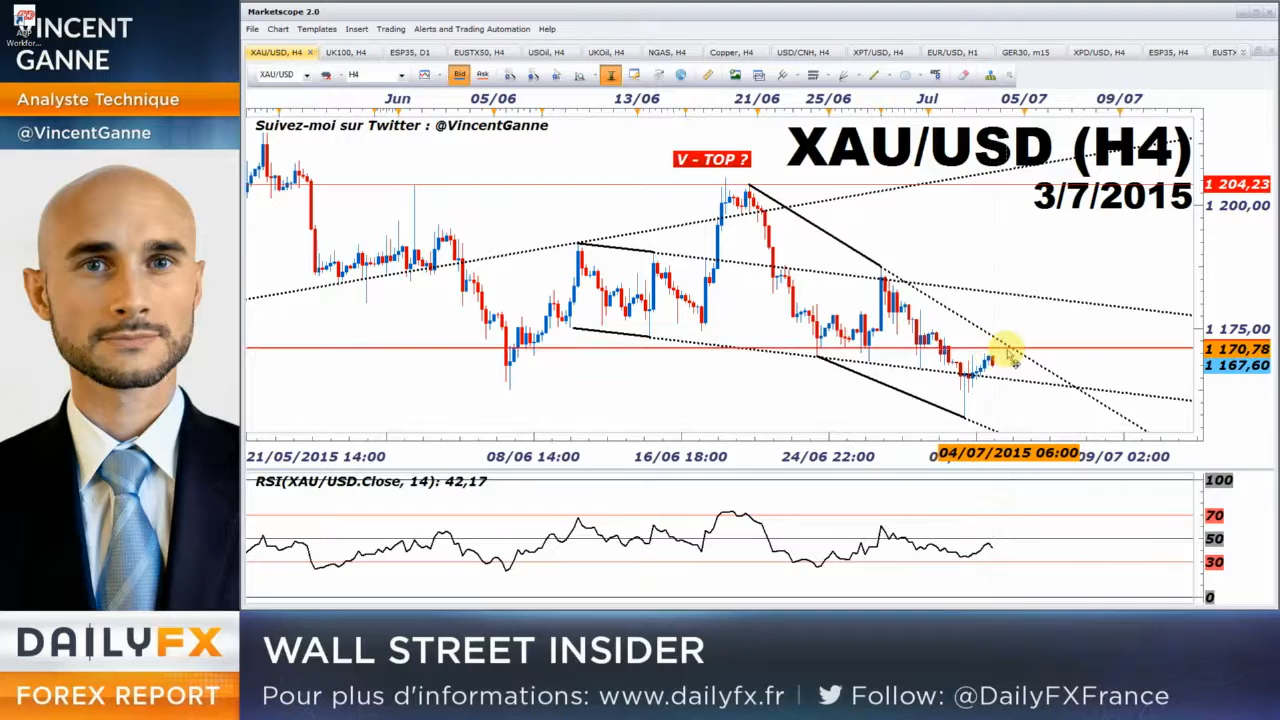 VINCENT
GANNE
Analyste Technique
@VincentGanne
DAILYFX
FOREX REPORT
Marketscope 2.0
File Chart Templates Insert Trading Alerts and Trading Automation Help
XAU/USD, H4 UK100, H4 ESP35, D1 EUSTX50, H4 USOil, H4 UKOil, H4 NGAS, H4 Copper, H4 USD/CNH, H4 XPT/USD, H4 EUR/USD, H1 GER30, m15 XPD/USD, H4 ESP35, H4 EUSTX
XAU/USD H4 Bid Ask
Jun 05/06 13/06 21/06 25/06 Jul 05/07 09/07
Suivez-moi sur Twitter : @VincentGanne
V - TOP ?
XAU/USD (H4)
3/7/2015
1 204,23
1 200,00
1 175,00
1 170,78
1 167,60
21/05/2015 14:00 08/06 14:00 16/06 18:00 24/06 22:00 04/07/2015 06:00 09/07 02:00
RSI(XAU/USD.Close, 14): 42,17
100
70
50
30
0
WALL STREET INSIDER
Pour plus d'informations: www.dailyfx.fr | Follow: @DailyFXFrance